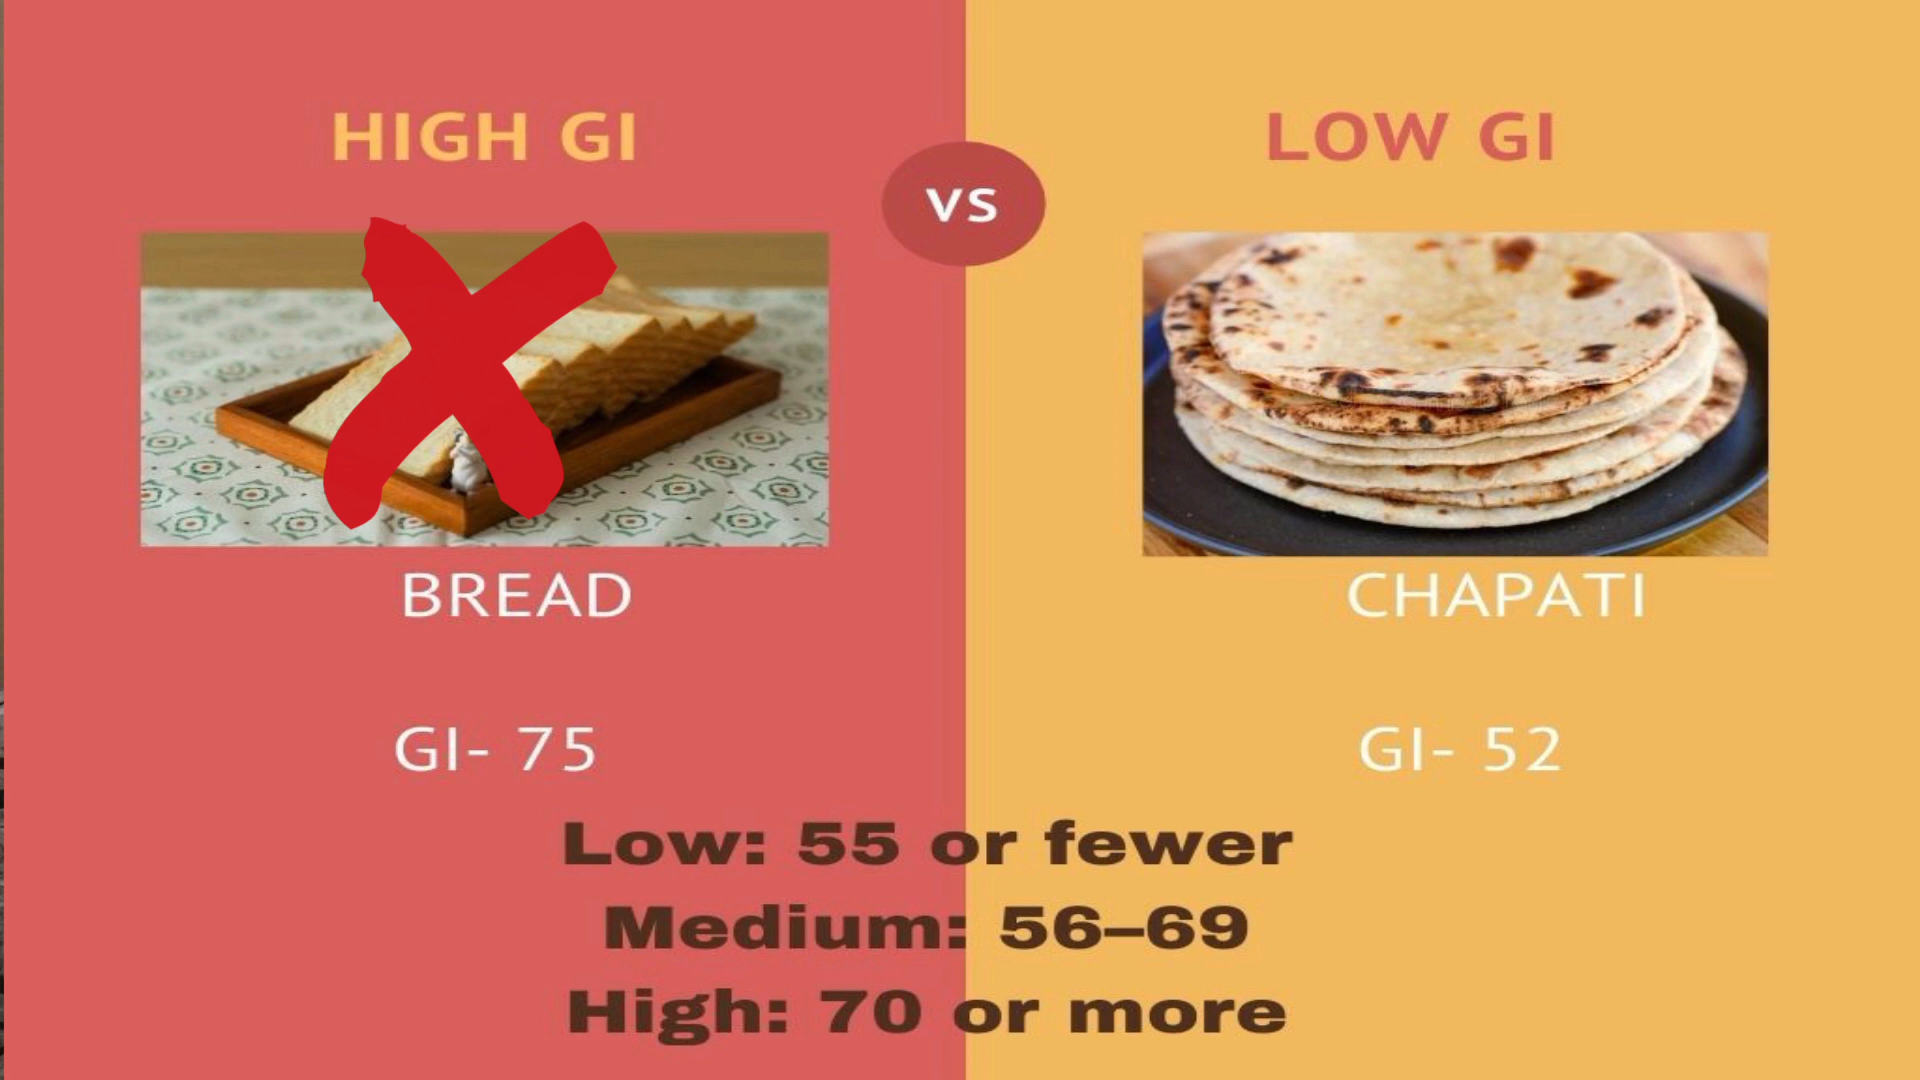 HIGH GI
VS
LOW GI
BREAD
CHAPATI
GI- 75
GI- 52
Low: 55 or fewer
Medium: 56–69
High: 70 or more